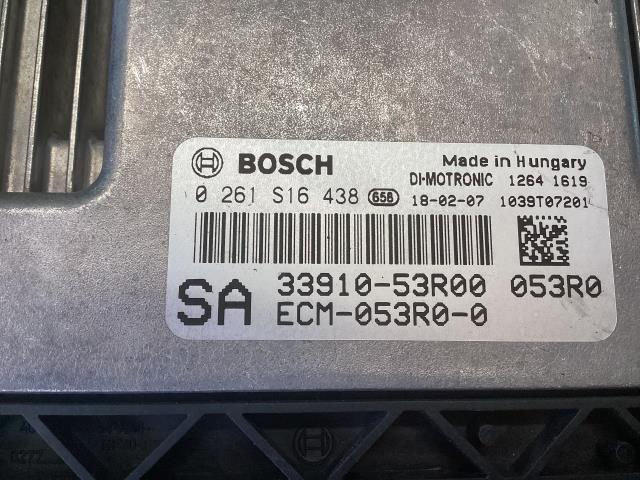 BOSCH Made in Hungary
DI-MOTRONIC 1264 1619
0 261 S16 438 658 18-02-07 1039T07201
SA 33910-53R00 053R0
ECM-053R0-0